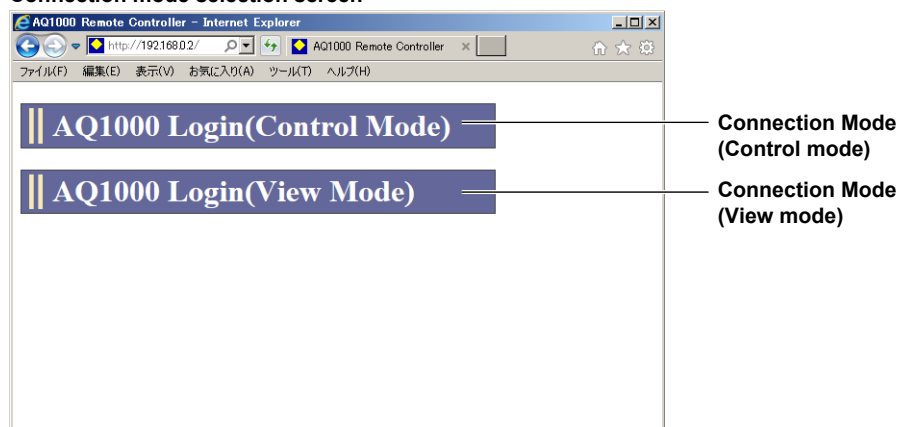 Connection mode selection screen
AQ1000 Remote Controller - Internet Explorer
http://192.168.0.2/
AQ1000 Remote Controller
ファイル(F) 編集(E) 表示(V) お気に入り(A) ツール(T) ヘルプ(H)
AQ1000 Login(Control Mode)
Connection Mode
(Control mode)
AQ1000 Login(View Mode)
Connection Mode
(View mode)